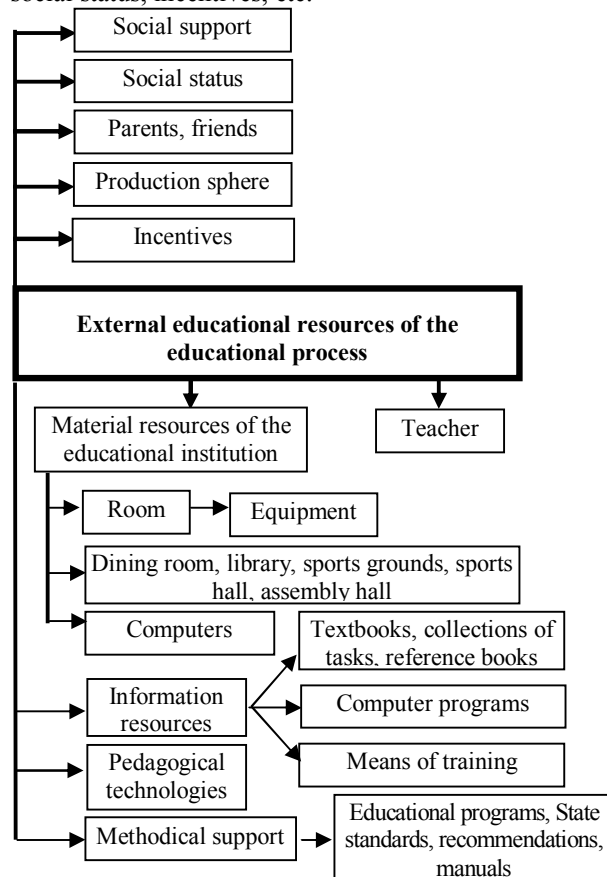 social status, incentives, etc.
Social support
Social status
Parents, friends
Production sphere
Incentives
External educational resources of the
educational process
Material resources of the
educational institution
Teacher
Room
Equipment
Dining room, library, sports grounds, sports
hall, assembly hall
Computers
Textbooks, collections of
tasks, reference books
Information
resources
Computer programs
Means of training
Pedagogical
technologies
Methodical support
Educational programs, State
standards, recommendations,
manuals